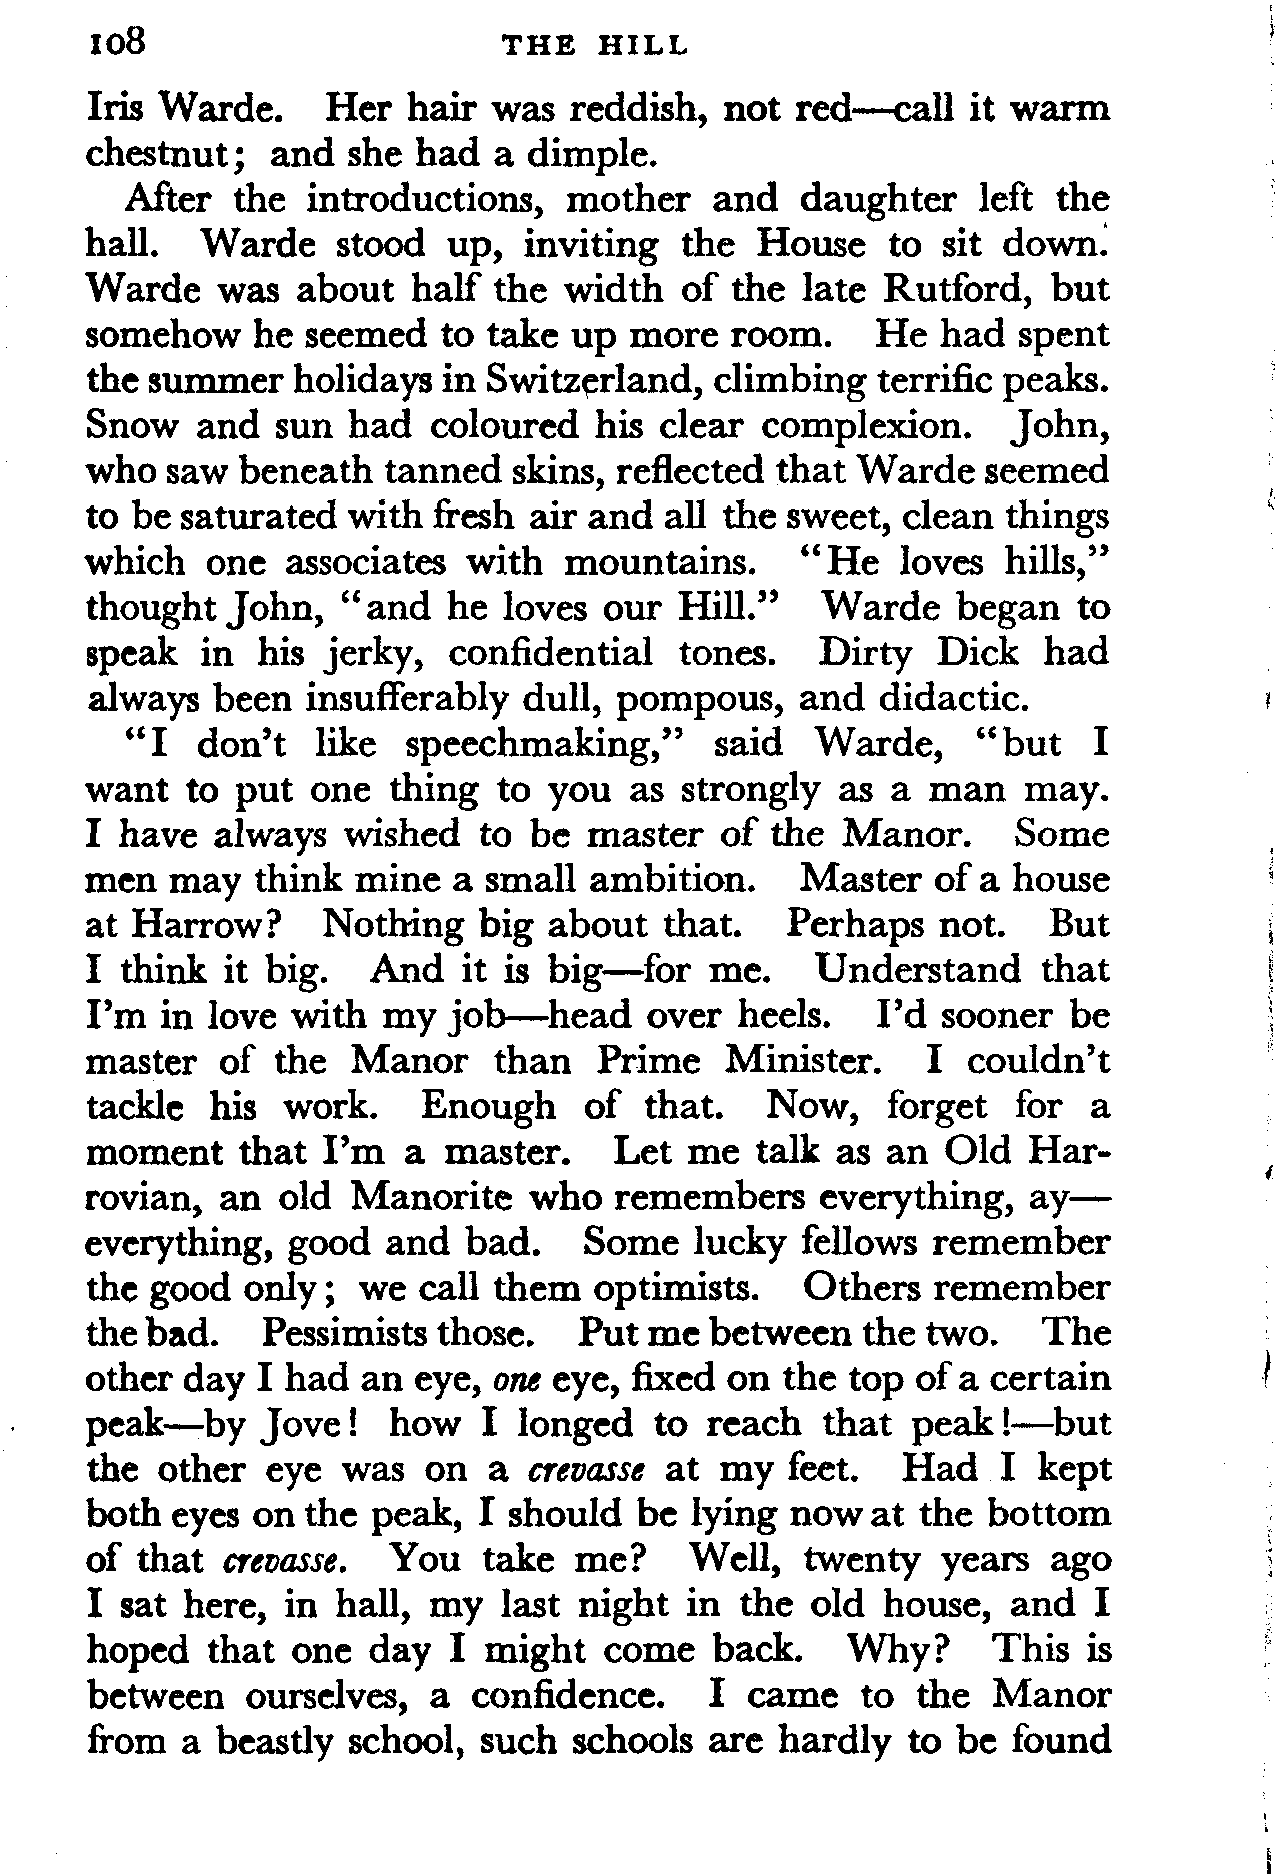 108 THE HILL
Iris Warde. Her hair was reddish, not red—call it warm
chestnut; and she had a dimple.
After the introductions, mother and daughter left the
hall. Warde stood up, inviting the House to sit down.
Warde was about half the width of the late Rutford, but
somehow he seemed to take up more room. He had spent
the summer holidays in Switzerland, climbing terrific peaks.
Snow and sun had coloured his clear complexion. John,
who saw beneath tanned skins, reflected that Warde seemed
to be saturated with fresh air and all the sweet, clean things
which one associates with mountains. “He loves hills,”
thought John, “and he loves our Hill.” Warde began to
speak in his jerky, confidential tones. Dirty Dick had
always been insufferably dull, pompous, and didactic.
“I don’t like speechmaking,” said Warde, “but I
want to put one thing to you as strongly as a man may.
I have always wished to be master of the Manor. Some
men may think mine a small ambition. Master of a house
at Harrow? Nothing big about that. Perhaps not. But
I think it big. And it is big—for me. Understand that
I’m in love with my job—head over heels. I’d sooner be
master of the Manor than Prime Minister. I couldn’t
tackle his work. Enough of that. Now, forget for a
moment that I’m a master. Let me talk as an Old Har-
rovian, an old Manorite who remembers everything, ay—
everything, good and bad. Some lucky fellows remember
the good only; we call them optimists. Others remember
the bad. Pessimists those. Put me between the two. The
other day I had an eye, one eye, fixed on the top of a certain
peak—by Jove! how I longed to reach that peak!—but
the other eye was on a crevasse at my feet. Had I kept
both eyes on the peak, I should be lying now at the bottom
of that crevasse. You take me? Well, twenty years ago
I sat here, in hall, my last night in the old house, and I
hoped that one day I might come back. Why? This is
between ourselves, a confidence. I came to the Manor
from a beastly school, such schools are hardly to be found